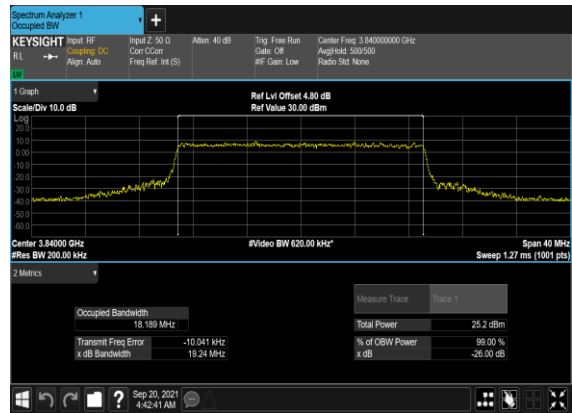 Spectrum Analyzer 1
Occupied BW
KEYSIGHT
R L
Input: RF
Coupling: DC
Align: Auto
Input Z: 50 Ω
Corr CCorr
Freq Ref: Int (S)
Atten: 40 dB
Trig: Free Run
Gate: Off
#IF Gain: Low
Center Freq: 3.840000000 GHz
Avg|Hold: 500/500
Radio Std: None
1 Graph
Scale/Div 10.0 dB
Ref Lvl Offset 4.80 dB
Ref Value 30.00 dBm
Log
20.0
10.0
0.00
-10.0
-20.0
-30.0
-40.0
-50.0
-60.0
Center 3.84000 GHz
#Res BW 200.00 kHz
#Video BW 620.00 kHz*
Span 40 MHz
Sweep 1.27 ms (1001 pts)
2 Metrics
Measure Trace Trace 1
Occupied Bandwidth
18.189 MHz
Total Power 25.2 dBm
Transmit Freq Error -10.041 kHz
x dB Bandwidth 19.24 MHz
% of OBW Power 99.00 %
x dB -26.00 dB
Sep 20, 2021
4:42:41 AM